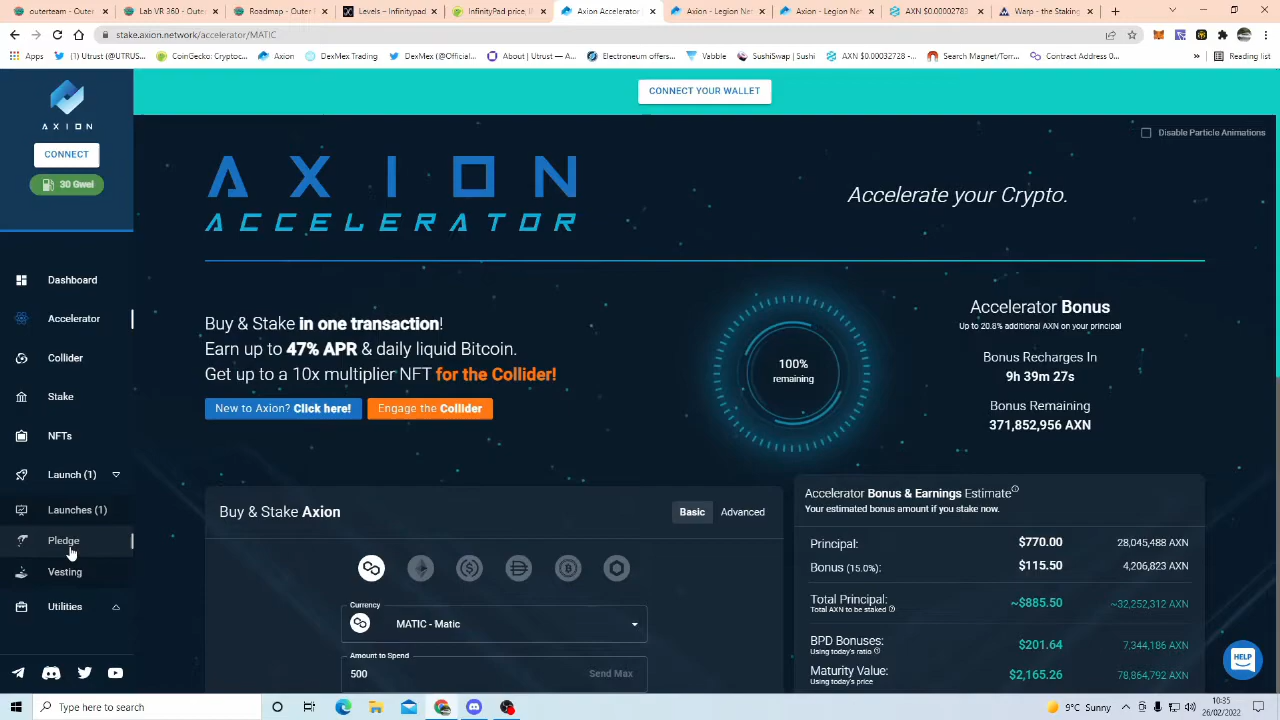 outerteam - Outer
Lab VR 360 - Out
outerteam - Outer
Levels | InfinityPad
InfinityPad price to
Axion Accelerator
Axion - Legion N
Axion - Legion N
AXN $0.00002783
Watch Team Outer
stake.axion.network/accelerator/MATIC
Apps
(2) Utrust (@UTRUS...
CoinGecko: Cryptoc...
Axion
DexMex Trading
DexMex (@Official...
About | Utrust — A...
Electroneum offers...
Vabble
SushiSwap | Sushi
AXN $0.00032728 -...
Search Magnet/Torr...
Contract Address 0...
»
Reading list
CONNECT YOUR WALLET
AXION
CONNECT
30 Gwei
Disable Particle Animations
AXION
ACCELERATOR
Accelerate your Crypto.
Dashboard
Accelerator
Collider
Stake
NFTs
Launch (1)
Launches (1)
Pledge
Vesting
Utilities
Buy & Stake in one transaction!
Earn up to 47% APR & daily liquid Bitcoin.
Get up to a 10x multiplier NFT for the Collider!
New to Axion? Click here!
Engage the Collider
100%
remaining
Accelerator Bonus
Up to 20.8% additional AXN on your principal
Bonus Recharges In
9h 39m 27s
Bonus Remaining
371,852,956 AXN
Buy & Stake Axion
Basic
Advanced
Currency
MATIC - Matic
Amount to Spend
500
Send Max
Accelerator Bonus & Earnings Estimate
Your estimated bonus amount if you stake now.
Principal: $770.00 28,045,488 AXN
Bonus (15.0%): $115.50 4,206,823 AXN
Total Principal: ~$885.50 ~32,252,312 AXN
Total AXN to be staked
BPD Bonuses: $201.64 7,344,186 AXN
Using today's ratio
Maturity Value: $2,165.26 78,864,792 AXN
Using today's price
HELP
Type here to search
9°C Sunny
10:35
26/02/2022